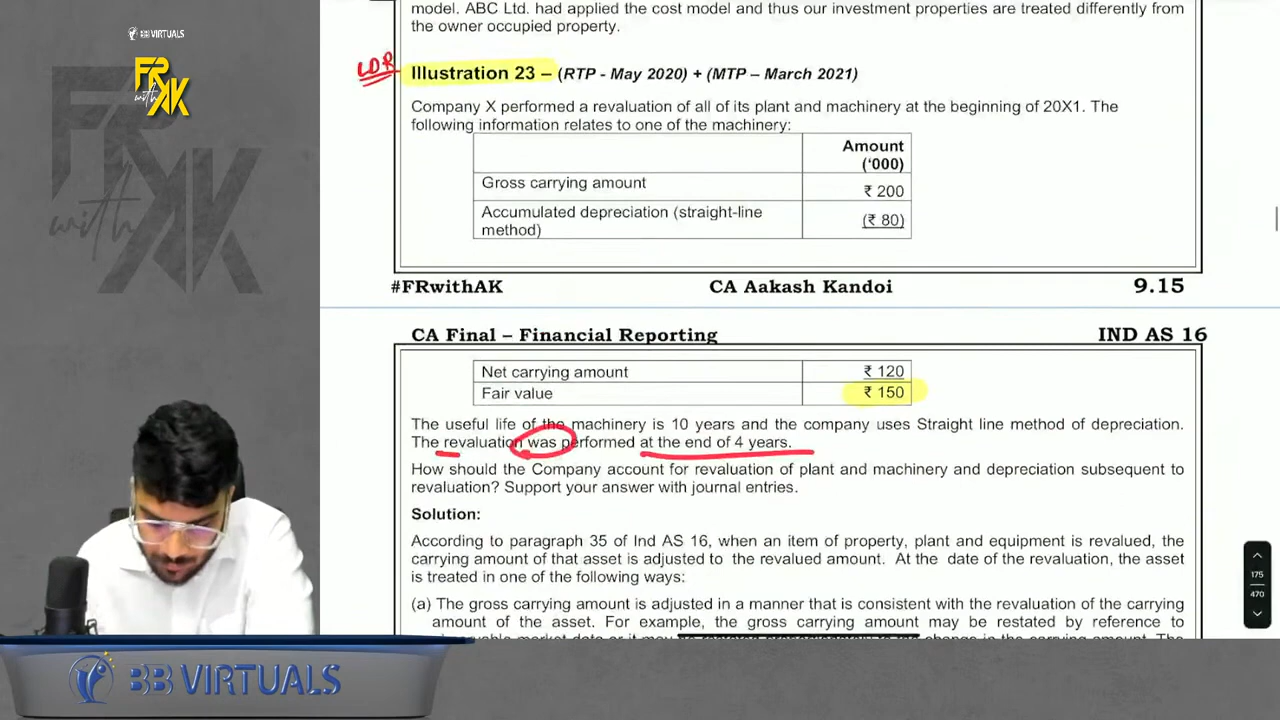 model. ABC Ltd. had applied the cost model and thus our investment properties are treated differently from
the owner occupied property.
BB VIRTUALS
FR
with
AK
LDR
Illustration 23 – (RTP - May 2020) + (MTP – March 2021)
Company X performed a revaluation of all of its plant and machinery at the beginning of 20X1. The
following information relates to one of the machinery:
Amount
('000)
Gross carrying amount ₹ 200
Accumulated depreciation (straight-line
method) (₹ 80)
#FRwithAK CA Aakash Kandoi 9.15
CA Final – Financial Reporting IND AS 16
Net carrying amount ₹ 120
Fair value ₹ 150
The useful life of the machinery is 10 years and the company uses Straight line method of depreciation.
The revaluation was performed at the end of 4 years.
How should the Company account for revaluation of plant and machinery and depreciation subsequent to
revaluation? Support your answer with journal entries.
Solution:
According to paragraph 35 of Ind AS 16, when an item of property, plant and equipment is revalued, the
carrying amount of that asset is adjusted to the revalued amount. At the date of the revaluation, the asset
is treated in one of the following ways:
(a) The gross carrying amount is adjusted in a manner that is consistent with the revaluation of the carrying
amount of the asset. For example, the gross carrying amount may be restated by reference to
175
470
BB VIRTUALS